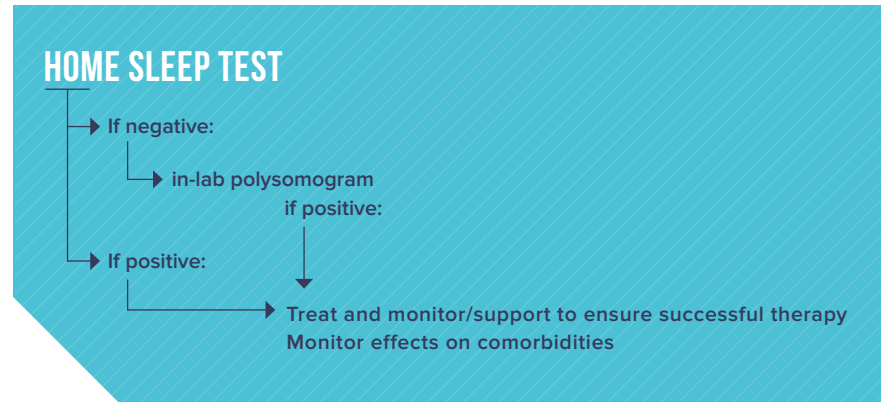 HOME SLEEP TEST
If negative:
in-lab polysomogram
if positive:
If positive:
Treat and monitor/support to ensure successful therapy
Monitor effects on comorbidities